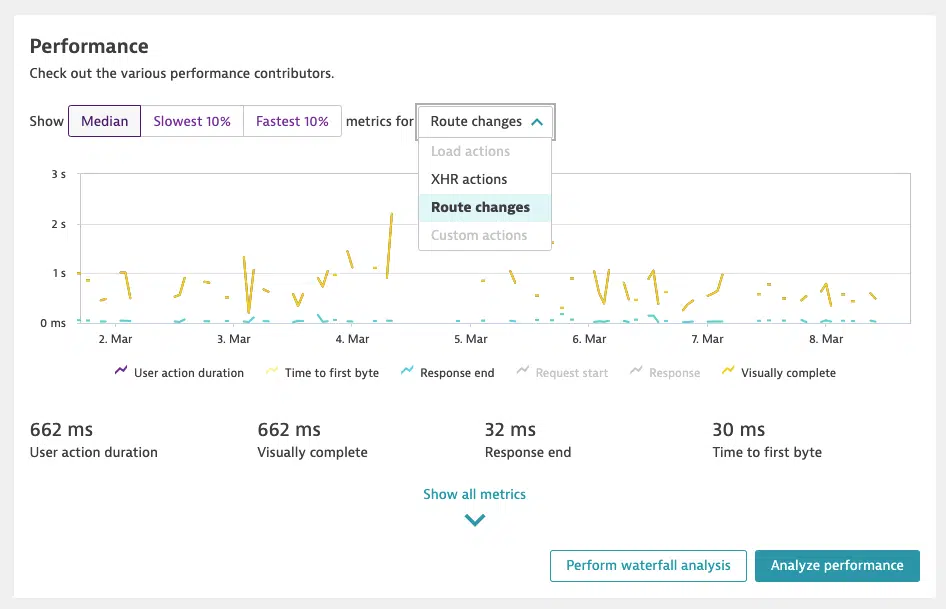 Performance
Check out the various performance contributors.
Show Median Slowest 10% Fastest 10% metrics for Route changes
Load actions
XHR actions
Route changes
Custom actions
3 s
2 s
1 s
0 ms
2. Mar 3. Mar 4. Mar 5. Mar 6. Mar 7. Mar 8. Mar
User action duration Time to first byte Response end Request start Response Visually complete
662 ms 662 ms 32 ms 30 ms
User action duration Visually complete Response end Time to first byte
Show all metrics
Perform waterfall analysis Analyze performance